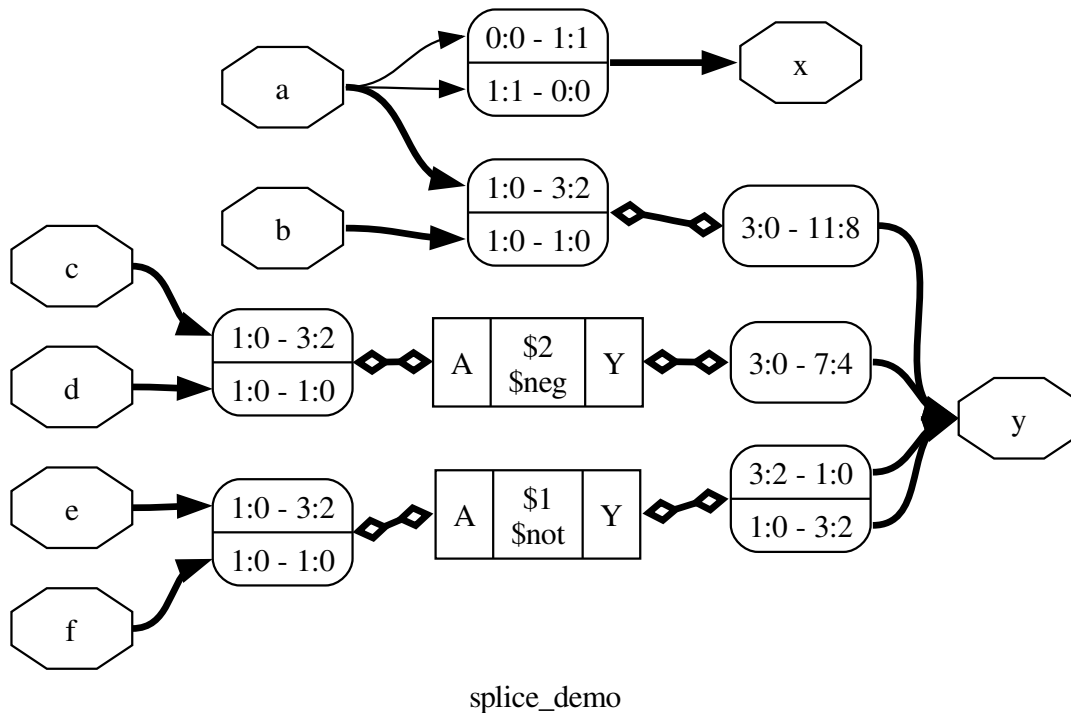 a
0:0 - 1:1
1:1 - 0:0
x
b
1:0 - 3:2
1:0 - 1:0
3:0 - 11:8
c
d
1:0 - 3:2
1:0 - 1:0
A
$2
$neg
Y
3:0 - 7:4
y
e
f
1:0 - 3:2
1:0 - 1:0
A
$1
$not
Y
3:2 - 1:0
1:0 - 3:2
splice_demo